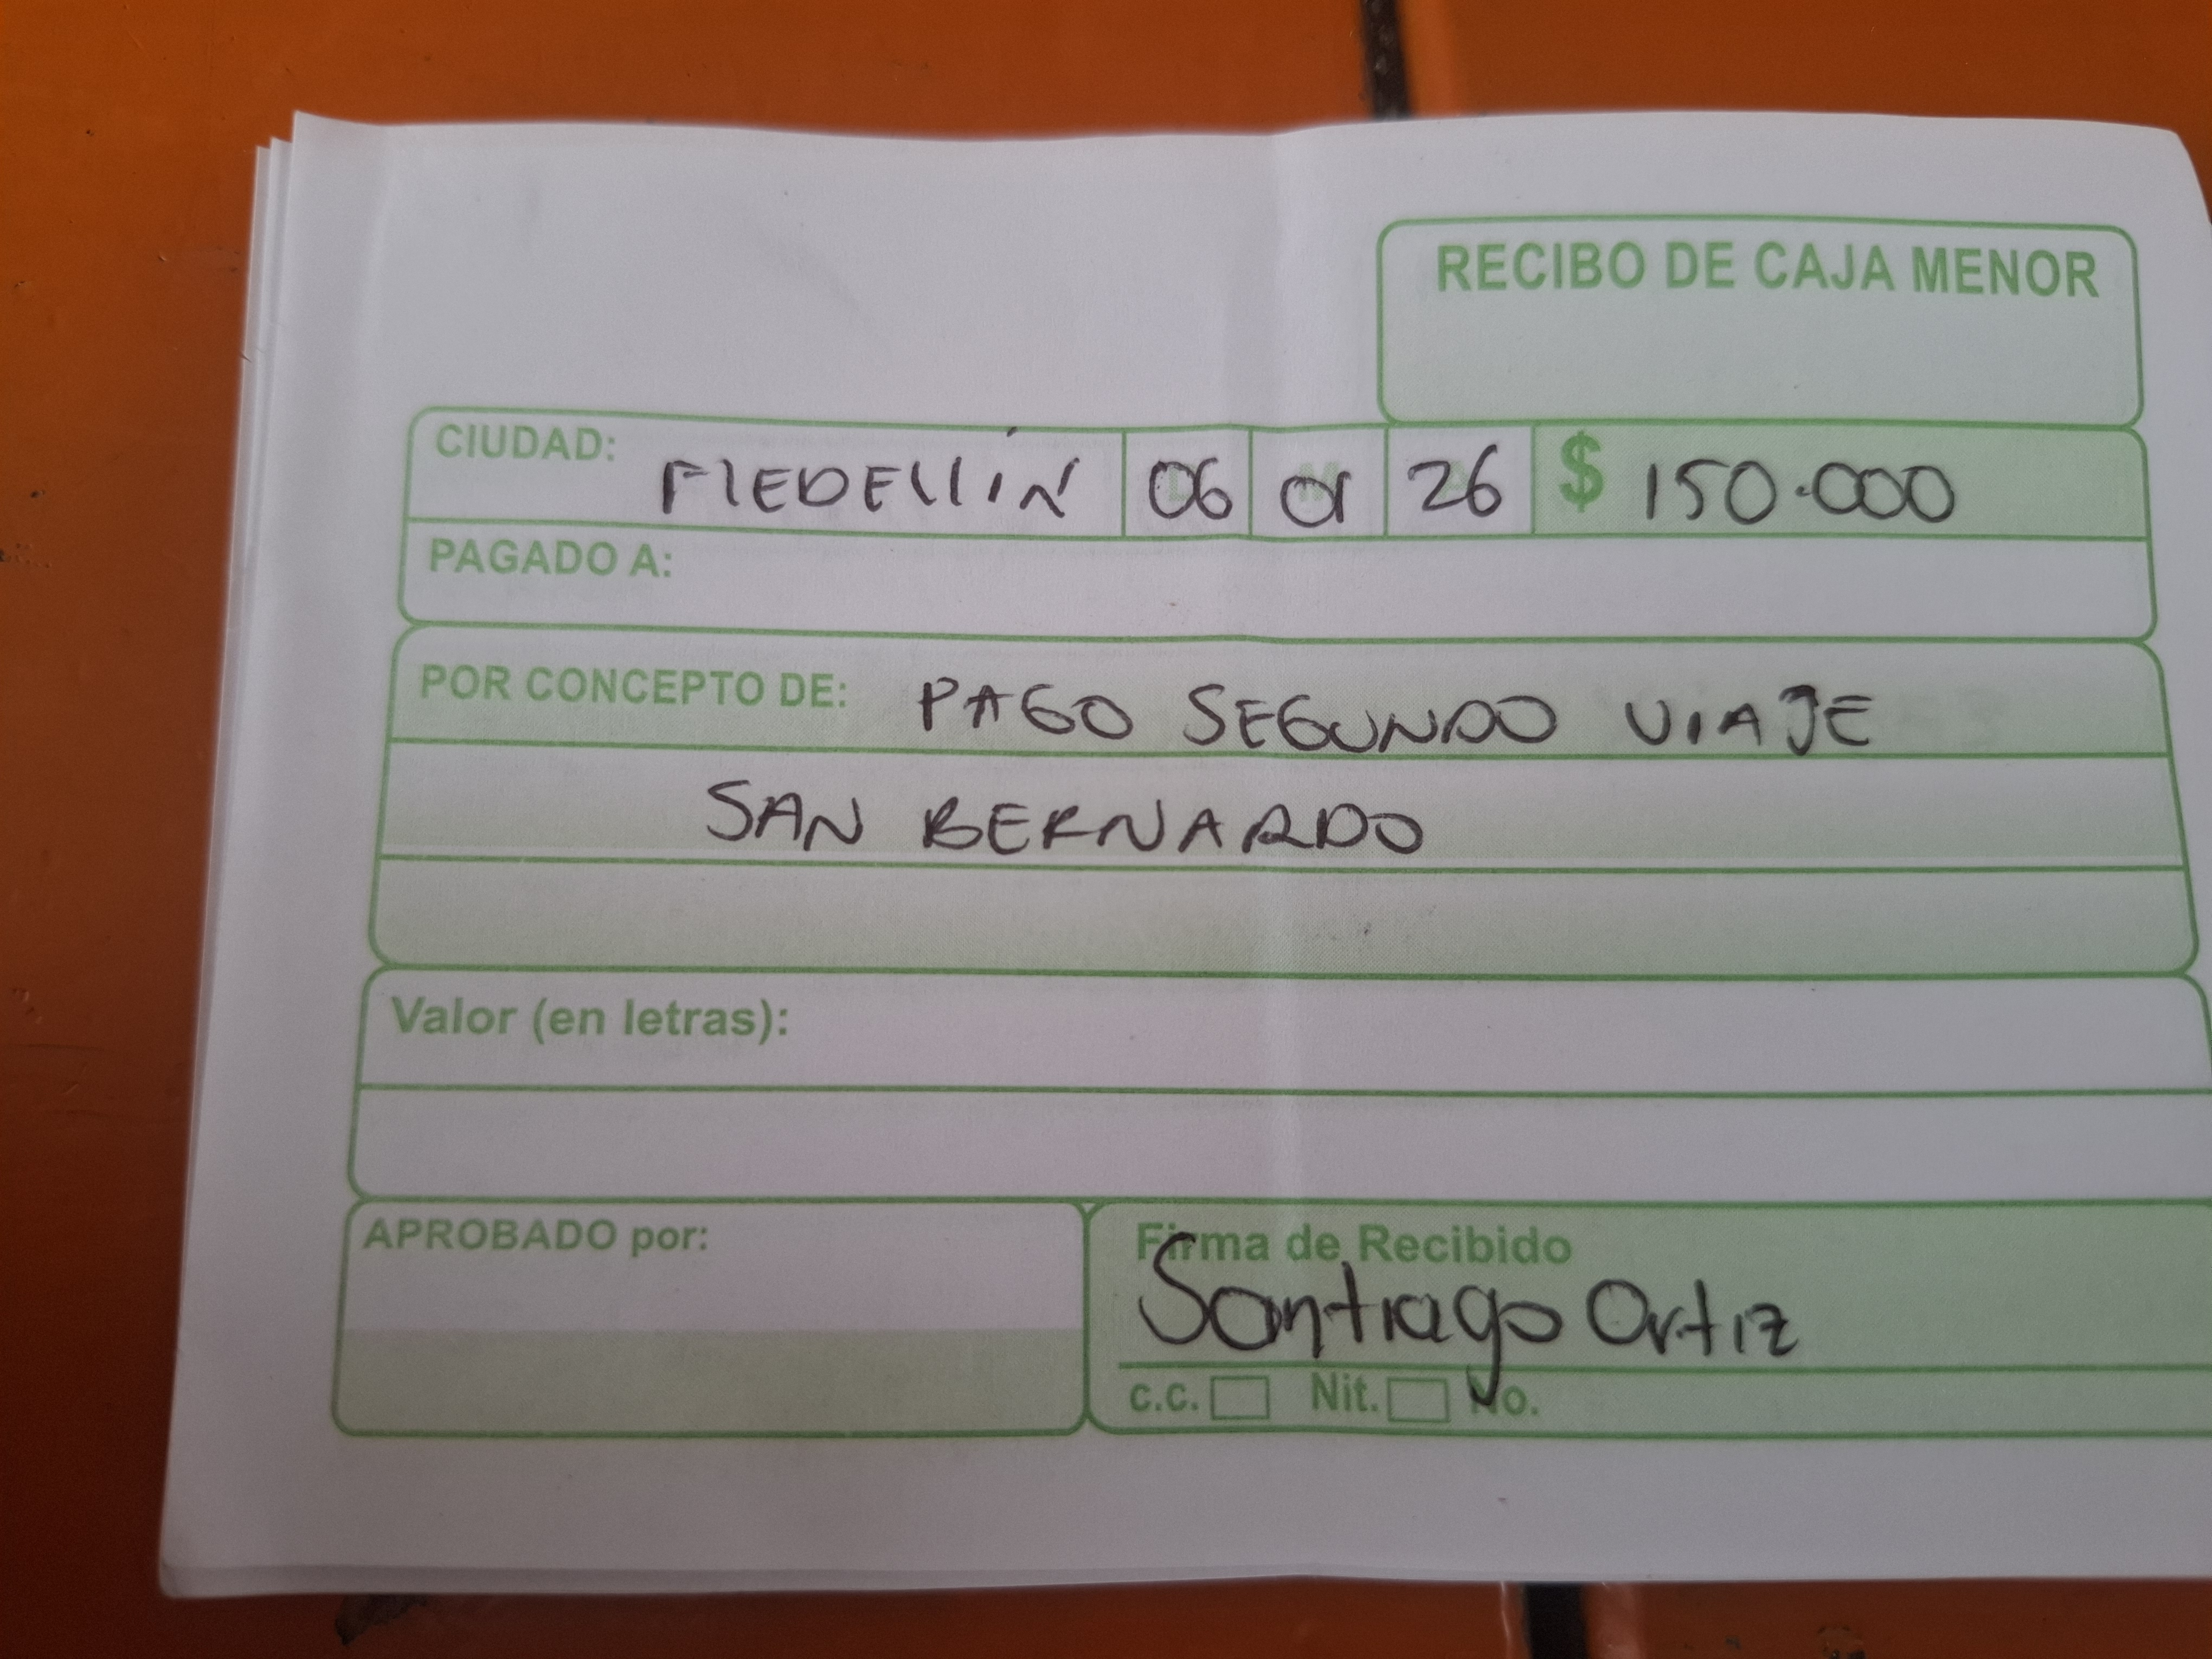 RECIBO DE CAJA MENOR
CIUDAD: MEDELLÍN 06 01 26 $ 150.000
PAGADO A:
POR CONCEPTO DE: PAGO SEGUNDO VIAJE
SAN BERNARDO
Valor (en letras):
APROBADO por:
Firma de Recibido
Santiago Ortiz
c.c. Nit. No.